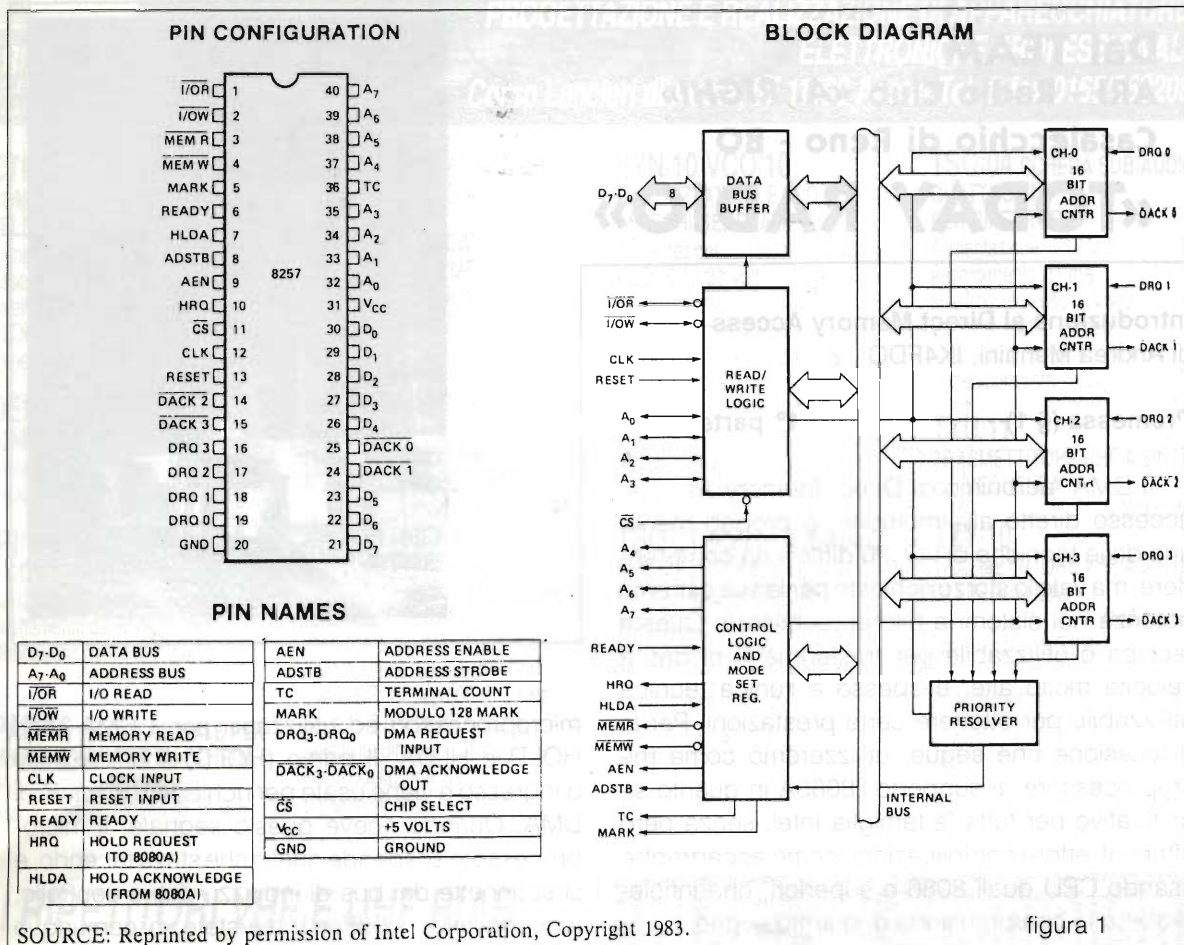 PIN CONFIGURATION
I/OR 1
I/OW 2
MEM R 3
MEM W 4
MARK 5
READY 6
HLDA 7
ADSTB 8
AEN 9
HRQ 10
CS 11
CLK 12
RESET 13
DACK 2 14
DACK 3 15
DRQ 3 16
DRQ 2 17
DRQ 1 18
DRQ 0 19
GND 20
8257
40 A7
39 A6
38 A5
37 A4
36 TC
35 A3
34 A2
33 A1
32 A0
31 VCC
30 D0
29 D1
28 D2
27 D3
26 D4
25 DACK 0
24 DACK 1
23 D5
22 D6
21 D7
PIN NAMES
D7-D0 DATA BUS
A7-A0 ADDRESS BUS
I/OR I/O READ
I/OW I/O WRITE
MEMR MEMORY READ
MEMW MEMORY WRITE
CLK CLOCK INPUT
RESET RESET INPUT
READY READY
HRQ HOLD REQUEST
(TO 8080A)
HLDA HOLD ACKNOWLEDGE
(FROM 8080A)
AEN ADDRESS ENABLE
ADSTB ADDRESS STROBE
TC TERMINAL COUNT
MARK MODULO 128 MARK
DRQ3-DRQ0 DMA REQUEST
INPUT
DACK3-DACK0 DMA ACKNOWLEDGE
OUT
CS CHIP SELECT
VCC +5 VOLTS
GND GROUND
BLOCK DIAGRAM
D7-D0
8
DATA
BUS
BUFFER
I/OR
I/OW
CLK
RESET
A0
A1
A2
A3
READ/
WRITE
LOGIC
CS
A4
A5
A6
A7
READY
HRQ
HLDA
MEMR
MEMW
AEN
ADSTB
TC
MARK
CONTROL
LOGIC
AND
MODE
SET
REG.
INTERNAL
BUS
CH-0
16
BIT
ADDR
CNTR
DRQ 0
DACK 0
CH-1
16
BIT
ADDR
CNTR
DRQ 1
DACK 1
CH-2
16
BIT
ADDR
CNTR
DRQ 2
DACK 2
CH-3
16
BIT
ADDR
CNTR
DRQ 3
DACK 3
PRIORITY
RESOLVER
SOURCE: Reprinted by permission of Intel Corporation, Copyright 1983.
figura 1